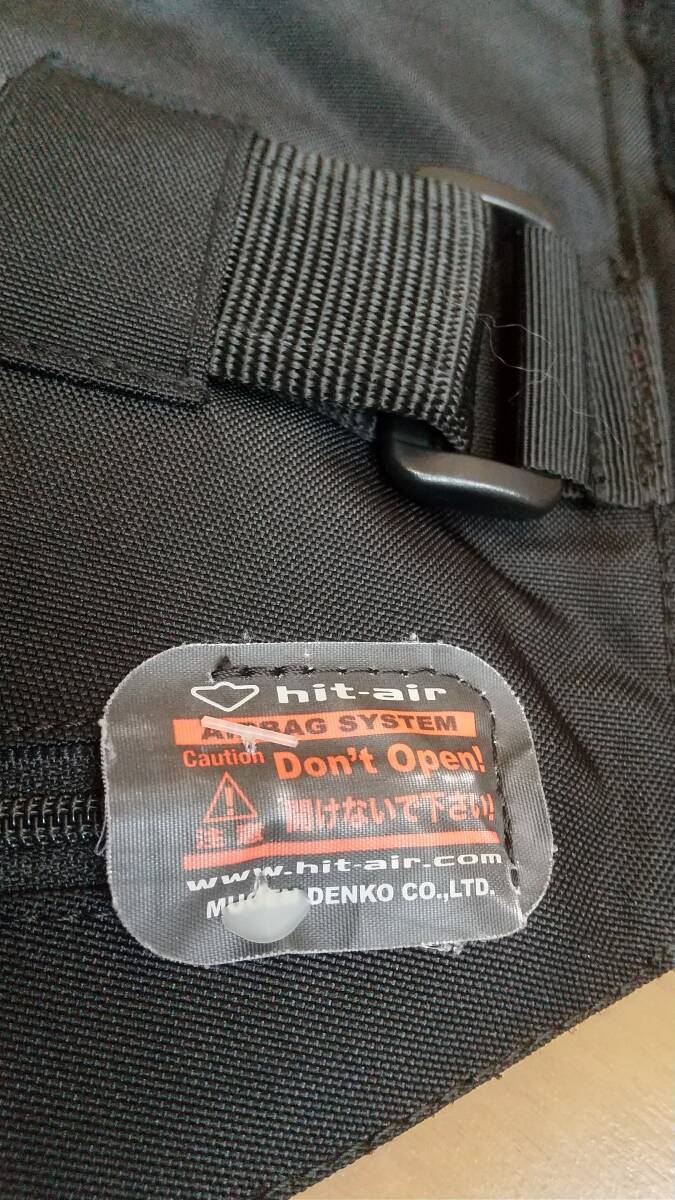 hit-air
AIRBAG SYSTEM
Caution Don't Open!
注意 開けないで下さい!
www.hit-air.com
DENKO CO.,LTD.